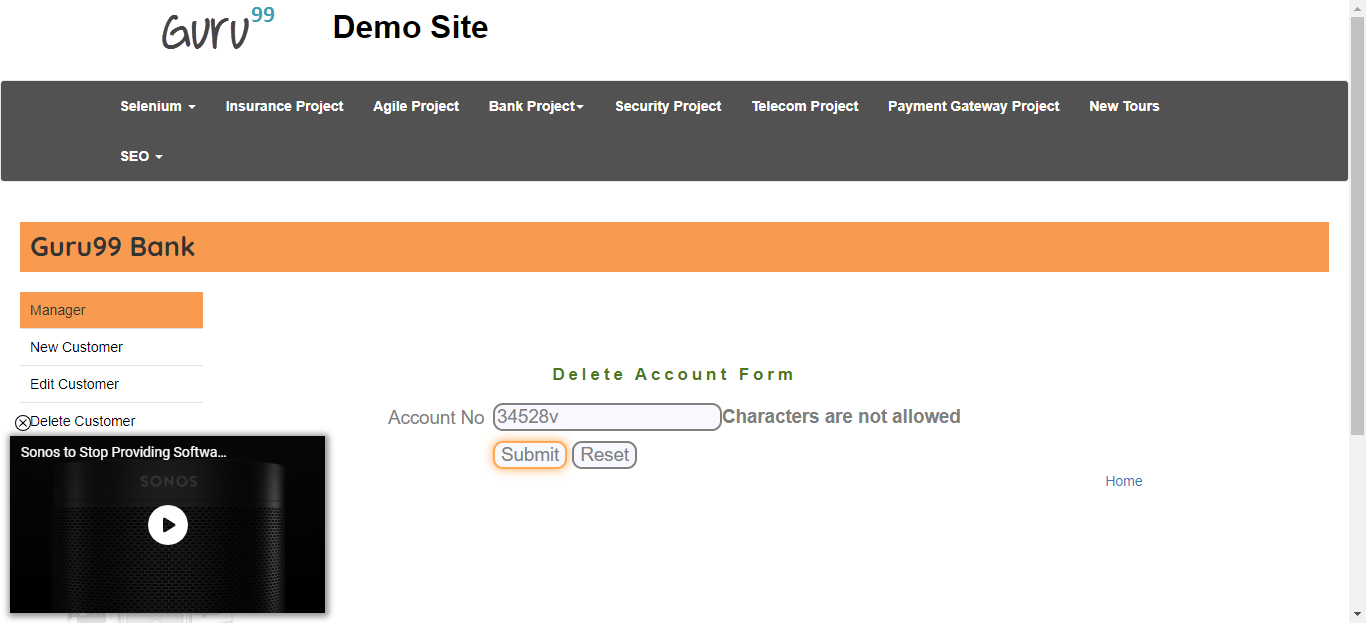 Guru99
Demo Site
Selenium Insurance Project Agile Project Bank Project Security Project Telecom Project Payment Gateway Project New Tours
SEO
Guru99 Bank
Manager
New Customer
Edit Customer
Delete Customer
Delete Account Form
Account No 34528v Characters are not allowed
Submit Reset
Home
Sonos to Stop Providing Softwa...
SONOS